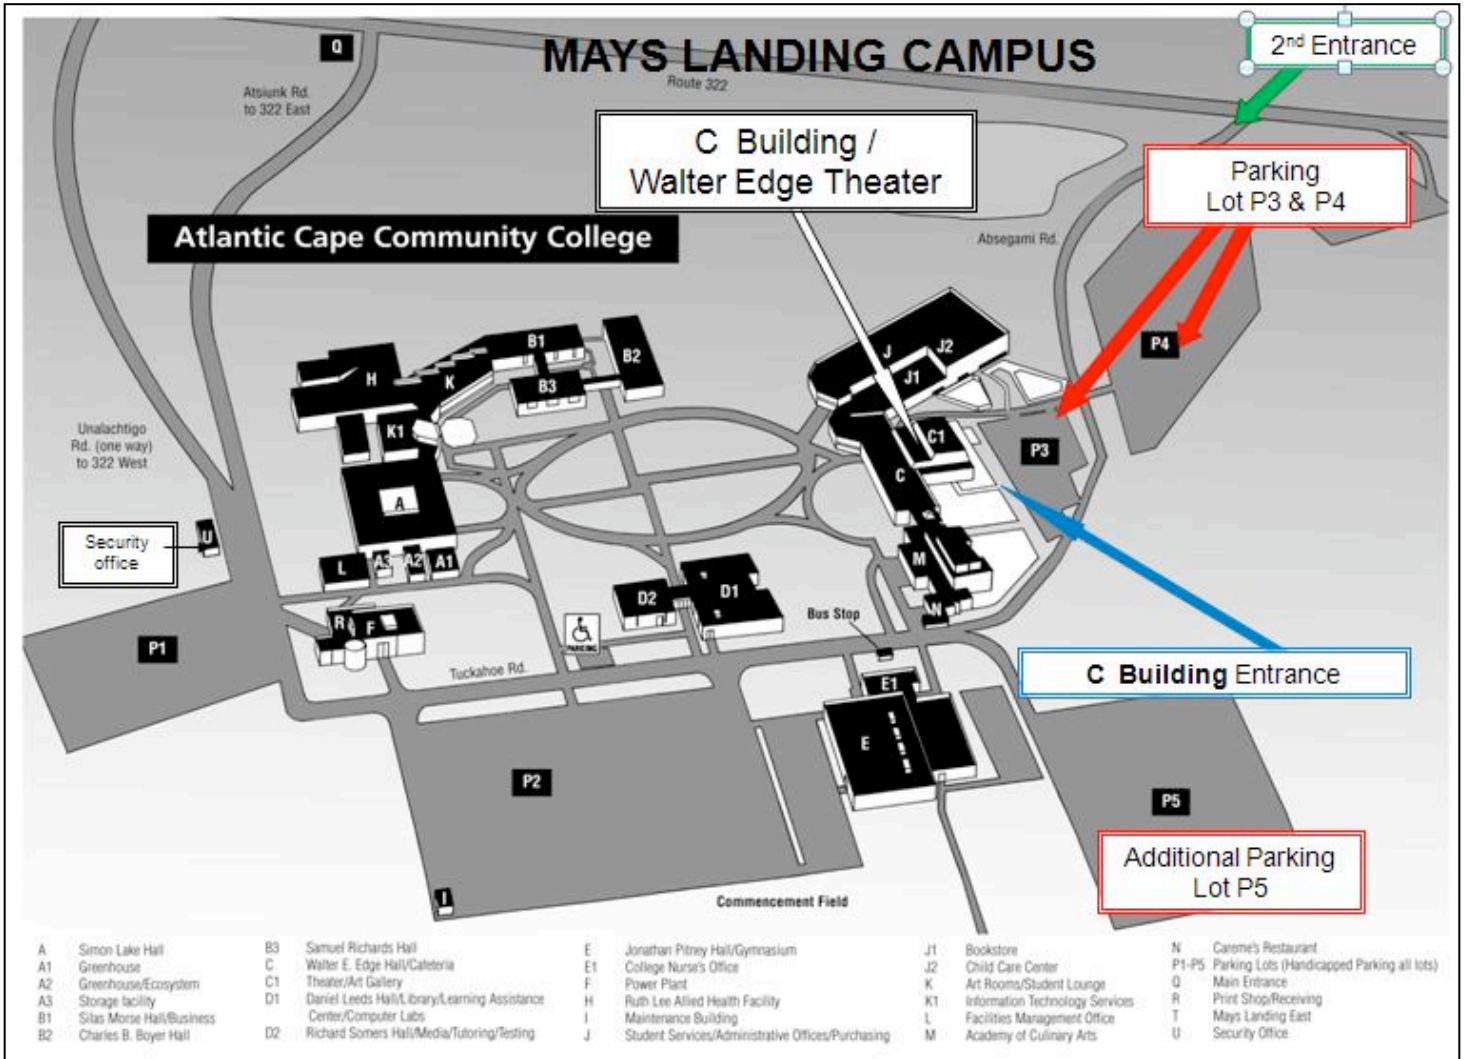 MAYS LANDING CAMPUS
2nd Entrance
Q
Route 322
Atsiunk Rd.
to 322 East
C Building /
Walter Edge Theater
Parking
Lot P3 & P4
Atlantic Cape Community College
Absegami Rd.
B1
B2
J
J2
P4
H
K
B3
J1
K1
C1
P3
Unalachtigo
Rd. (one way)
to 322 West
A
C
Security
office
U
L
A3
A2
A1
M
D2
D1
N
R
F
PARKING
Bus Stop
P1
Tuckahoe Rd.
C Building Entrance
E1
E
P2
P5
Additional Parking
Lot P5
I
Commencement Field
A Simon Lake Hall
A1 Greenhouse
A2 Greenhouse/Ecosystem
A3 Storage facility
B1 Silas Morse Hall/Business
B2 Charles B. Boyer Hall
B3 Samuel Richards Hall
C Walter E. Edge Hall/Cafeteria
C1 Theater/Art Gallery
D1 Daniel Leeds Hall/Library/Learning Assistance
Center/Computer Labs
D2 Richard Somers Hall/Media/Tutoring/Testing
E Jonathan Pitney Hall/Gymnasium
E1 College Nurse's Office
F Power Plant
H Ruth Lee Allied Health Facility
I Maintenance Building
J Student Services/Administrative Offices/Purchasing
J1 Bookstore
J2 Child Care Center
K Art Rooms/Student Lounge
K1 Information Technology Services
L Facilities Management Office
M Academy of Culinary Arts
N Careme's Restaurant
P1-P5 Parking Lots (Handicapped Parking all lots)
Q Main Entrance
R Print Shop/Receiving
T Mays Landing East
U Security Office